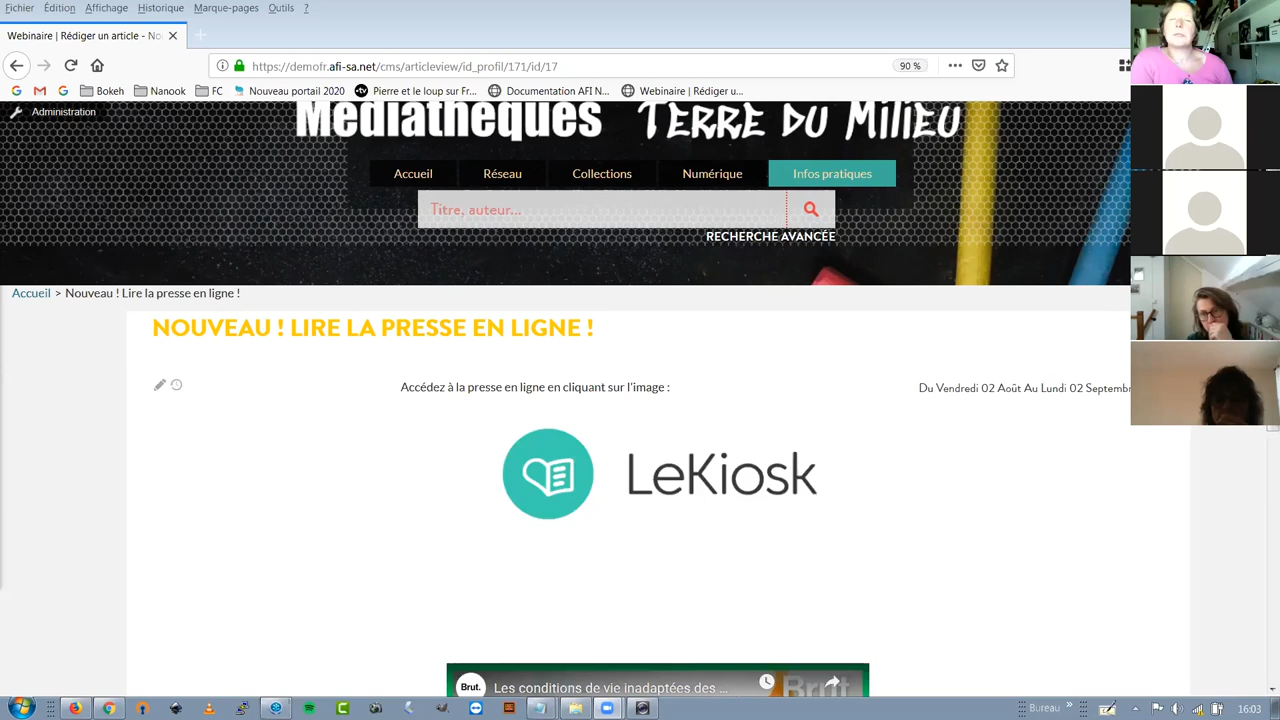 Fichier Édition Affichage Historique Marque-pages Outils ?
Webinaire | Rédiger un article - No
https://demofr.afi-sa.net/cms/articleview/id_profil/171/id/17
90 %
Bokeh Nanook FC Nouveau portail 2020 Pierre et le loup sur Fr... Documentation AFI N... Webinaire | Rédiger u...
Administration
Médiathèques TERRE DU MILIEU
Accueil Réseau Collections Numérique Infos pratiques
Titre, auteur...
RECHERCHE AVANCÉE
Accueil > Nouveau ! Lire la presse en ligne !
NOUVEAU ! LIRE LA PRESSE EN LIGNE !
Accédez à la presse en ligne en cliquant sur l'image :
Du Vendredi 02 Août Au Lundi 02 Septemb
LeKiosk
Brut. Les conditions de vie inadaptées des ... Brut
Bureau » 16:03